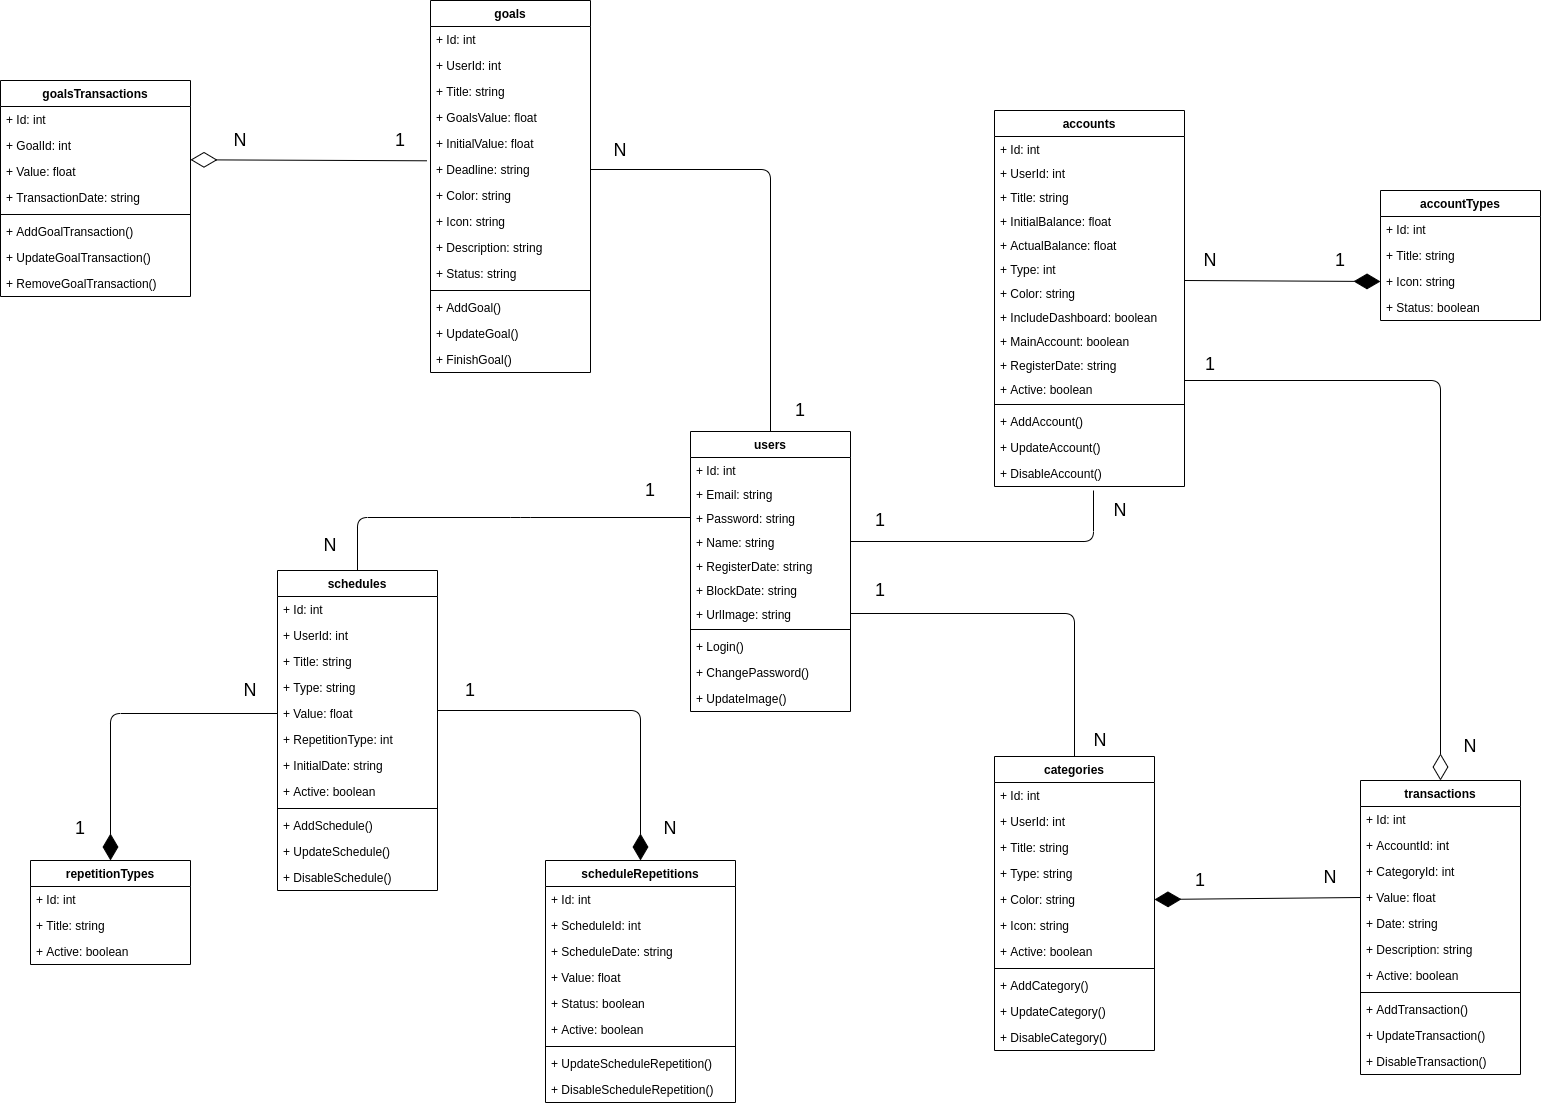 goals
+ Id: int
+ UserId: int
+ Title: string
+ GoalsValue: float
+ InitialValue: float
+ Deadline: string
+ Color: string
+ Icon: string
+ Description: string
+ Status: string
+ AddGoal()
+ UpdateGoal()
+ FinishGoal()
goalsTransactions
+ Id: int
+ GoalId: int
+ Value: float
+ TransactionDate: string
+ AddGoalTransaction()
+ UpdateGoalTransaction()
+ RemoveGoalTransaction()
N
1
N
1
accounts
+ Id: int
+ UserId: int
+ Title: string
+ InitialBalance: float
+ ActualBalance: float
+ Type: int
+ Color: string
+ IncludeDashboard: boolean
+ MainAccount: boolean
+ RegisterDate: string
+ Active: boolean
+ AddAccount()
+ UpdateAccount()
+ DisableAccount()
N
1
accountTypes
+ Id: int
+ Title: string
+ Icon: string
+ Status: boolean
1
N
users
+ Id: int
+ Email: string
+ Password: string
+ Name: string
+ RegisterDate: string
+ BlockDate: string
+ UrlImage: string
+ Login()
+ ChangePassword()
+ UpdateImage()
1
N
1
N
1
N
schedules
+ Id: int
+ UserId: int
+ Title: string
+ Type: string
+ Value: float
+ RepetitionType: int
+ InitialDate: string
+ Active: boolean
+ AddSchedule()
+ UpdateSchedule()
+ DisableSchedule()
N
1
1
N
repetitionTypes
+ Id: int
+ Title: string
+ Active: boolean
scheduleRepetitions
+ Id: int
+ ScheduleId: int
+ ScheduleDate: string
+ Value: float
+ Status: boolean
+ Active: boolean
+ UpdateScheduleRepetition()
+ DisableScheduleRepetition()
categories
+ Id: int
+ UserId: int
+ Title: string
+ Type: string
+ Color: string
+ Icon: string
+ Active: boolean
+ AddCategory()
+ UpdateCategory()
+ DisableCategory()
1
N
transactions
+ Id: int
+ AccountId: int
+ CategoryId: int
+ Value: float
+ Date: string
+ Description: string
+ Active: boolean
+ AddTransaction()
+ UpdateTransaction()
+ DisableTransaction()